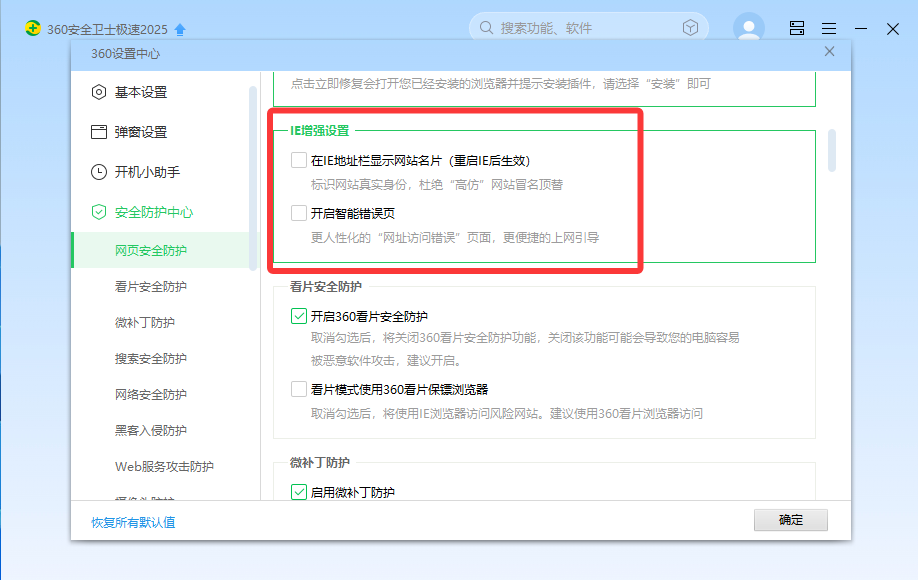 360安全卫士极速2025
搜索功能、软件
360设置中心
基本设置
弹窗设置
开机小助手
安全防护中心
网页安全防护
看片安全防护
微补丁防护
搜索安全防护
网络安全防护
黑客入侵防护
Web服务攻击防护
摄像头防护
点击立即修复会打开您已经安装的浏览器并提示安装插件，请选择“安装”即可
IE增强设置
在IE地址栏显示网站名片（重启IE后生效）
标识网站真实身份，杜绝“高仿”网站冒名顶替
开启智能错误页
更人性化的“网址访问错误”页面，更便捷的上网引导
看片安全防护
开启360看片安全防护
取消勾选后，将关闭360看片安全防护功能，关闭该功能可能会导致您的电脑容易
被恶意软件攻击，建议开启。
看片模式使用360看片保镖浏览器
取消勾选后，将使用IE浏览器访问风险网站。建议使用360看片浏览器访问
微补丁防护
启用微补丁防护
恢复所有默认值
确定